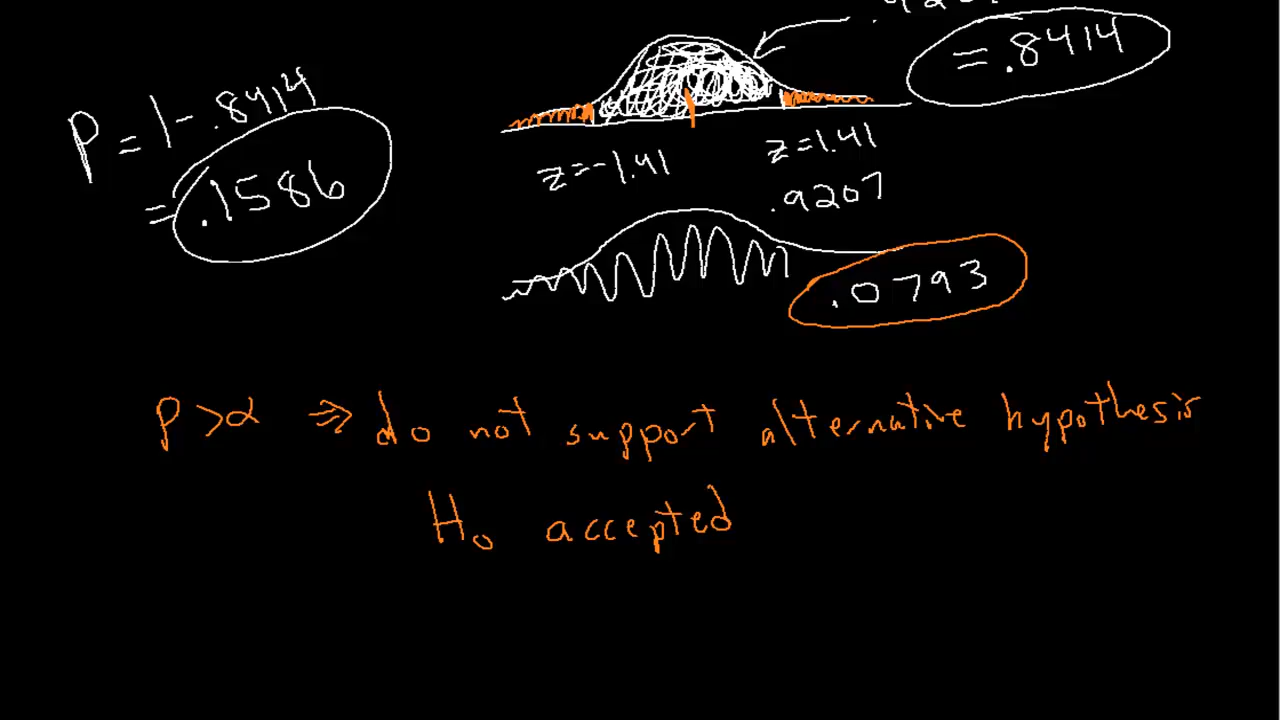 = .8414
P = 1 - .8414
= .1586
z = -1.41
z = 1.41
.9207
.0793
P > α ⇒ do not support alternative hypothesis
H₀ accepted